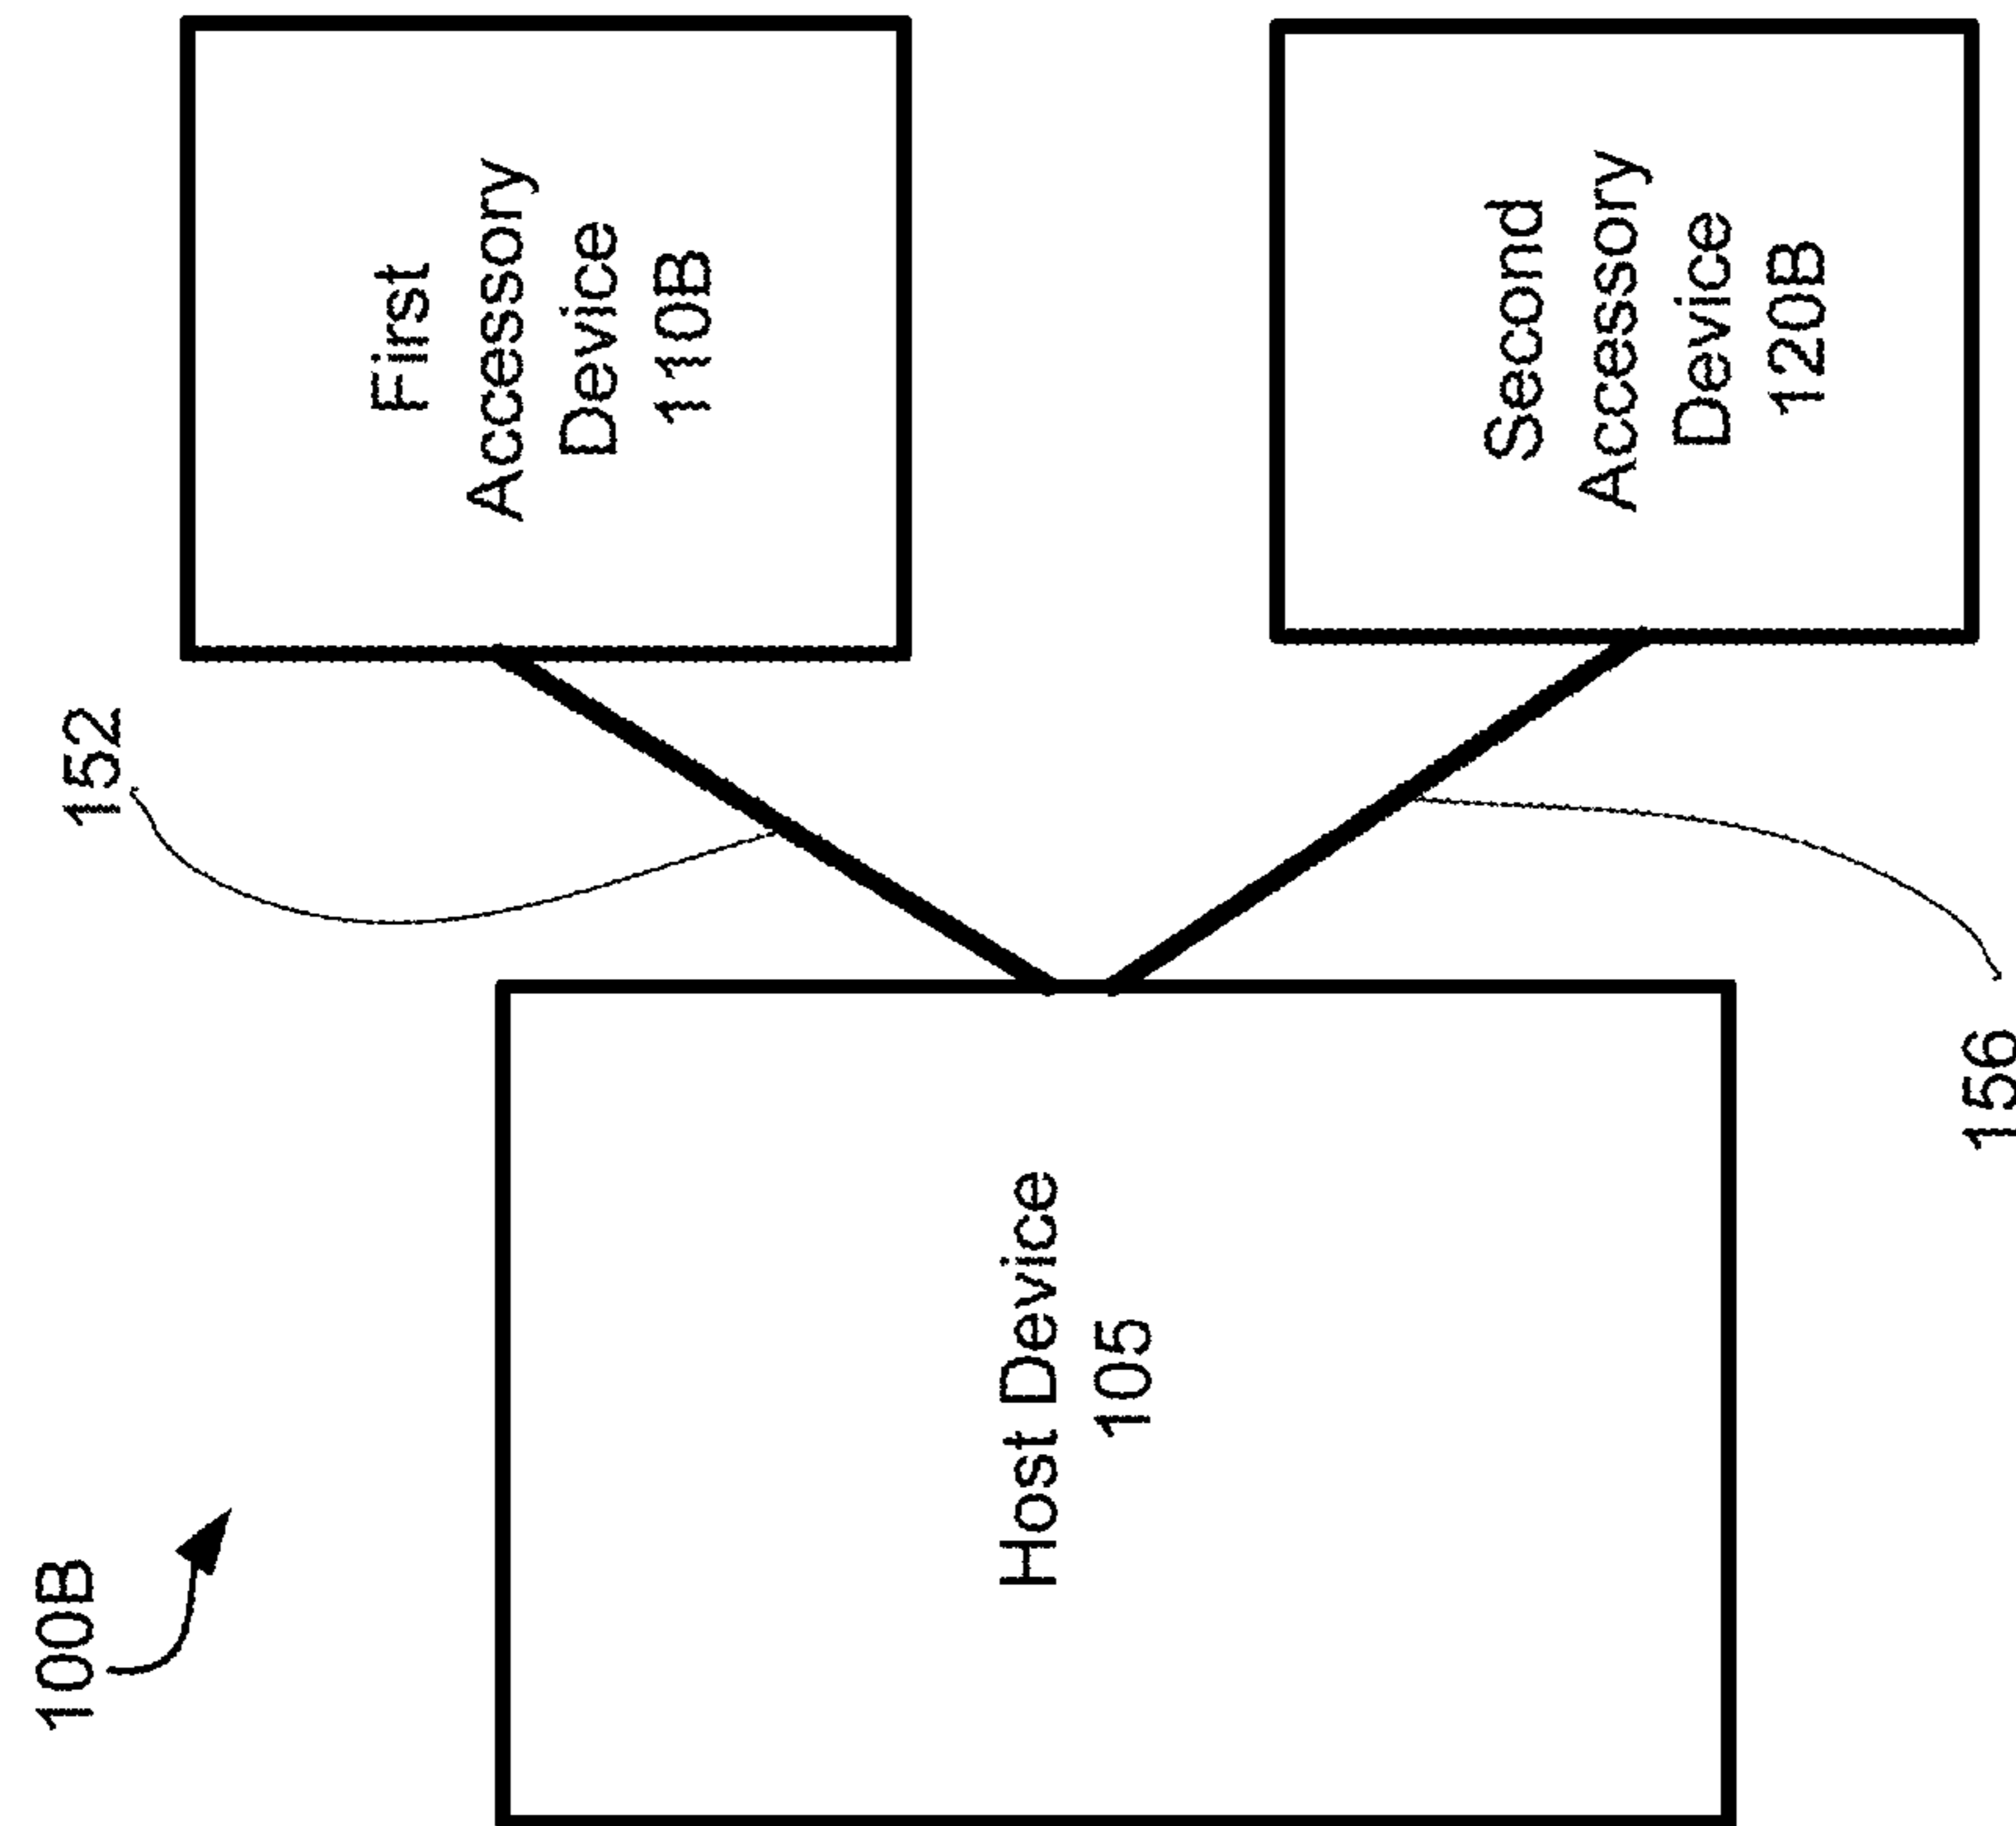 100B
152
First
Accessory
Device
110B
Host Device
105
Second
Accessory
Device
120B
156